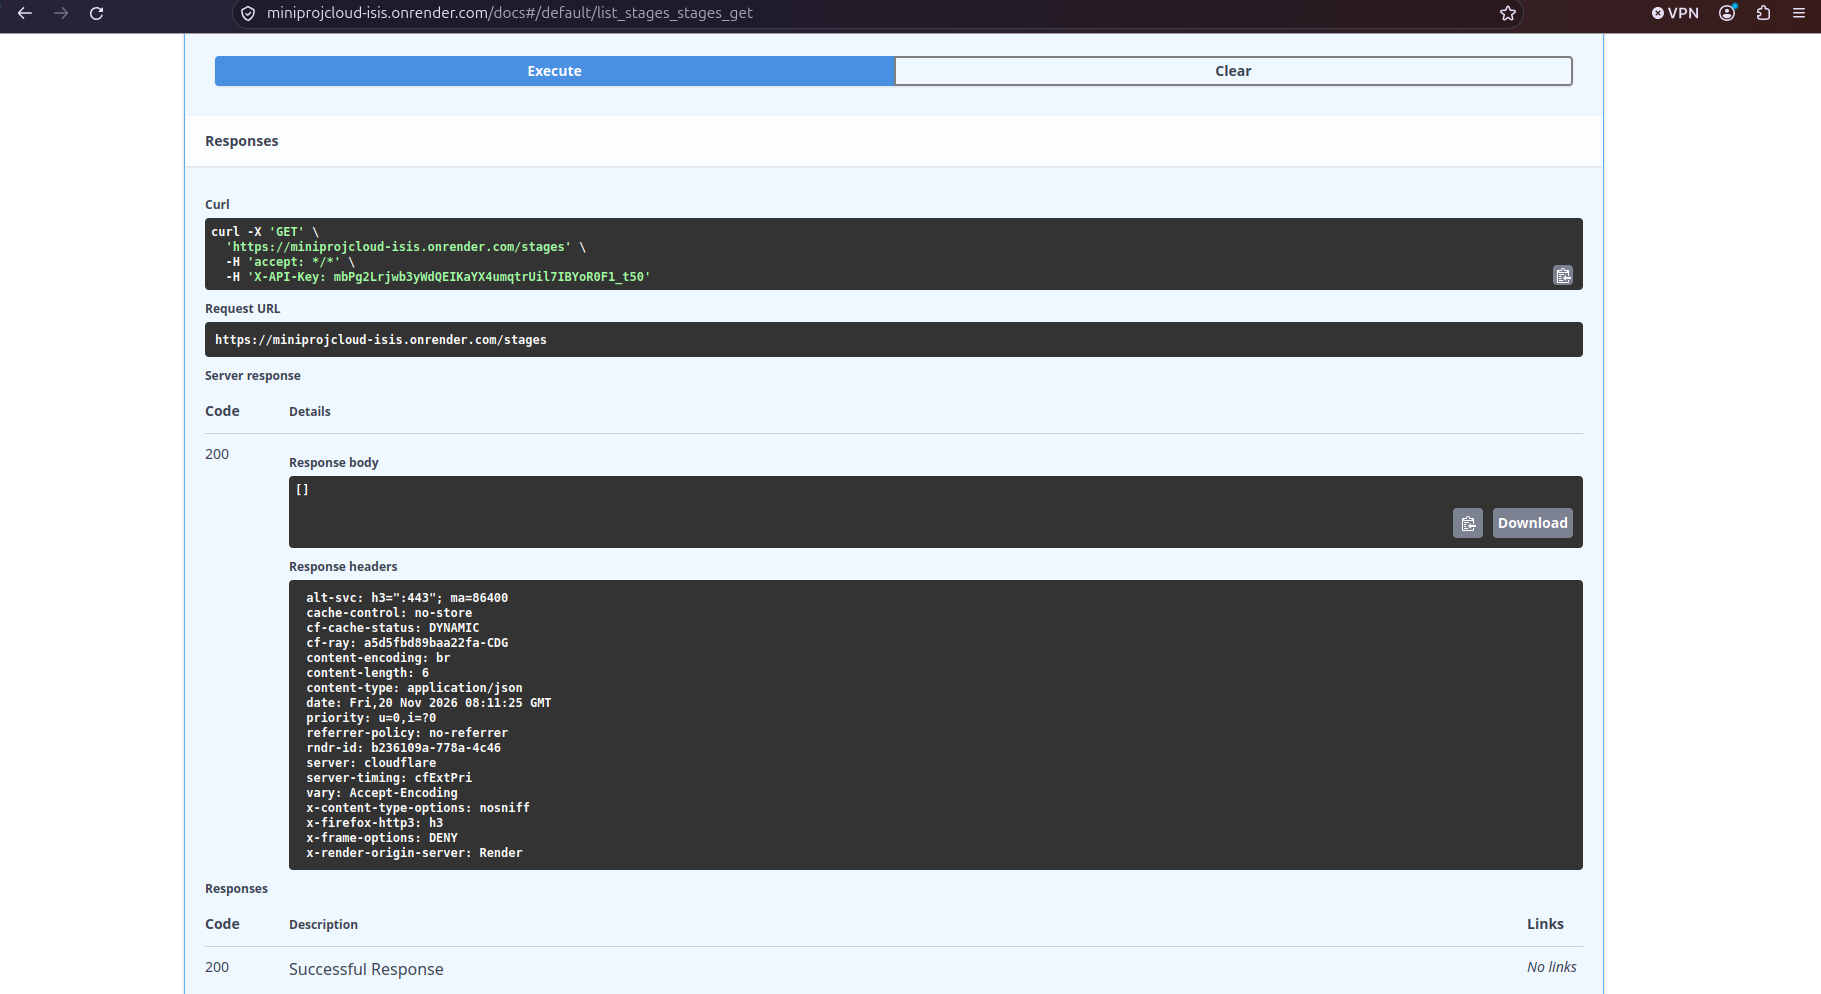 miniprojcloud-isis.onrender.com/docs#/default/list_stages_stages_get
VPN
Execute
Clear
Responses
Curl
curl -X 'GET' \
'https://miniprojcloud-isis.onrender.com/stages' \
-H 'accept: */*' \
-H 'X-API-Key: mbPg2Lrjwb3yWdQEIKaYX4umqtrUil7IBYoR0F1_t50'
Request URL
https://miniprojcloud-isis.onrender.com/stages
Server response
Code Details
200
Response body
[]
Download
Response headers
alt-svc: h3=":443"; ma=86400
cache-control: no-store
cf-cache-status: DYNAMIC
cf-ray: a5d5fbd89baa22fa-CDG
content-encoding: br
content-length: 6
content-type: application/json
date: Fri,20 Nov 2026 08:11:25 GMT
priority: u=0,i=?0
referrer-policy: no-referrer
rndr-id: b236109a-778a-4c46
server: cloudflare
server-timing: cfExtPri
vary: Accept-Encoding
x-content-type-options: nosniff
x-firefox-http3: h3
x-frame-options: DENY
x-render-origin-server: Render
Responses
Code Description Links
200 Successful Response No links